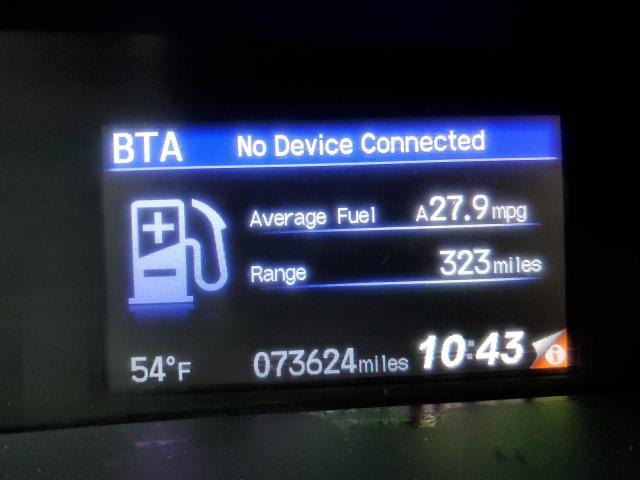 BTA No Device Connected
Average Fuel A27.9mpg
Range 323miles
54°F 073624miles 10:43 i